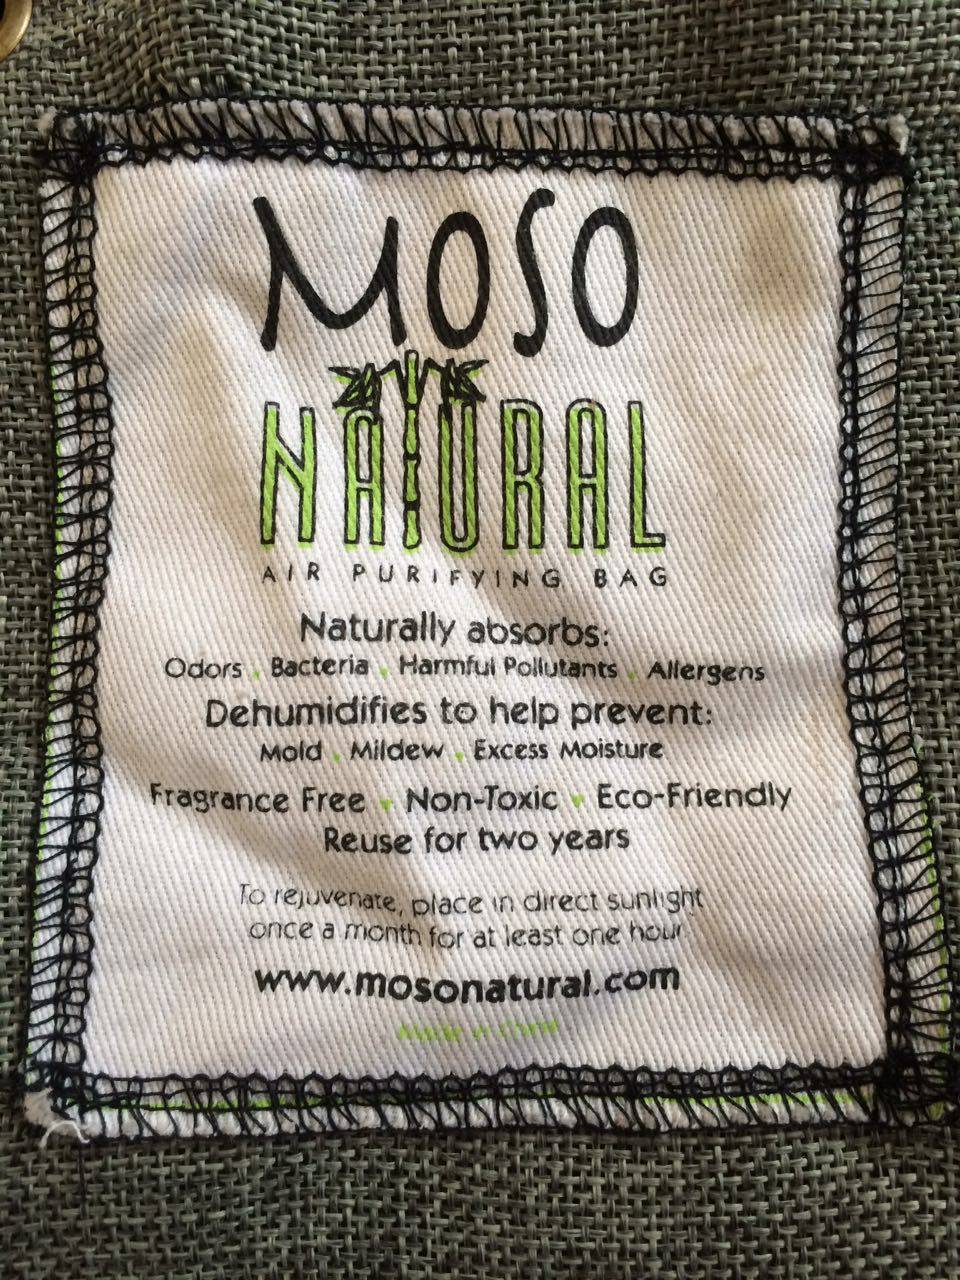 MOSO
NATURAL
AIR PURIFYING BAG
Naturally absorbs:
Odors • Bacteria • Harmful Pollutants • Allergens
Dehumidifies to help prevent:
Mold • Mildew • Excess Moisture
Fragrance Free • Non-Toxic • Eco-Friendly
Reuse for two years
To rejuvenate, place in direct sunlight
once a month for at least one hour
www.mosonatural.com
Made in China